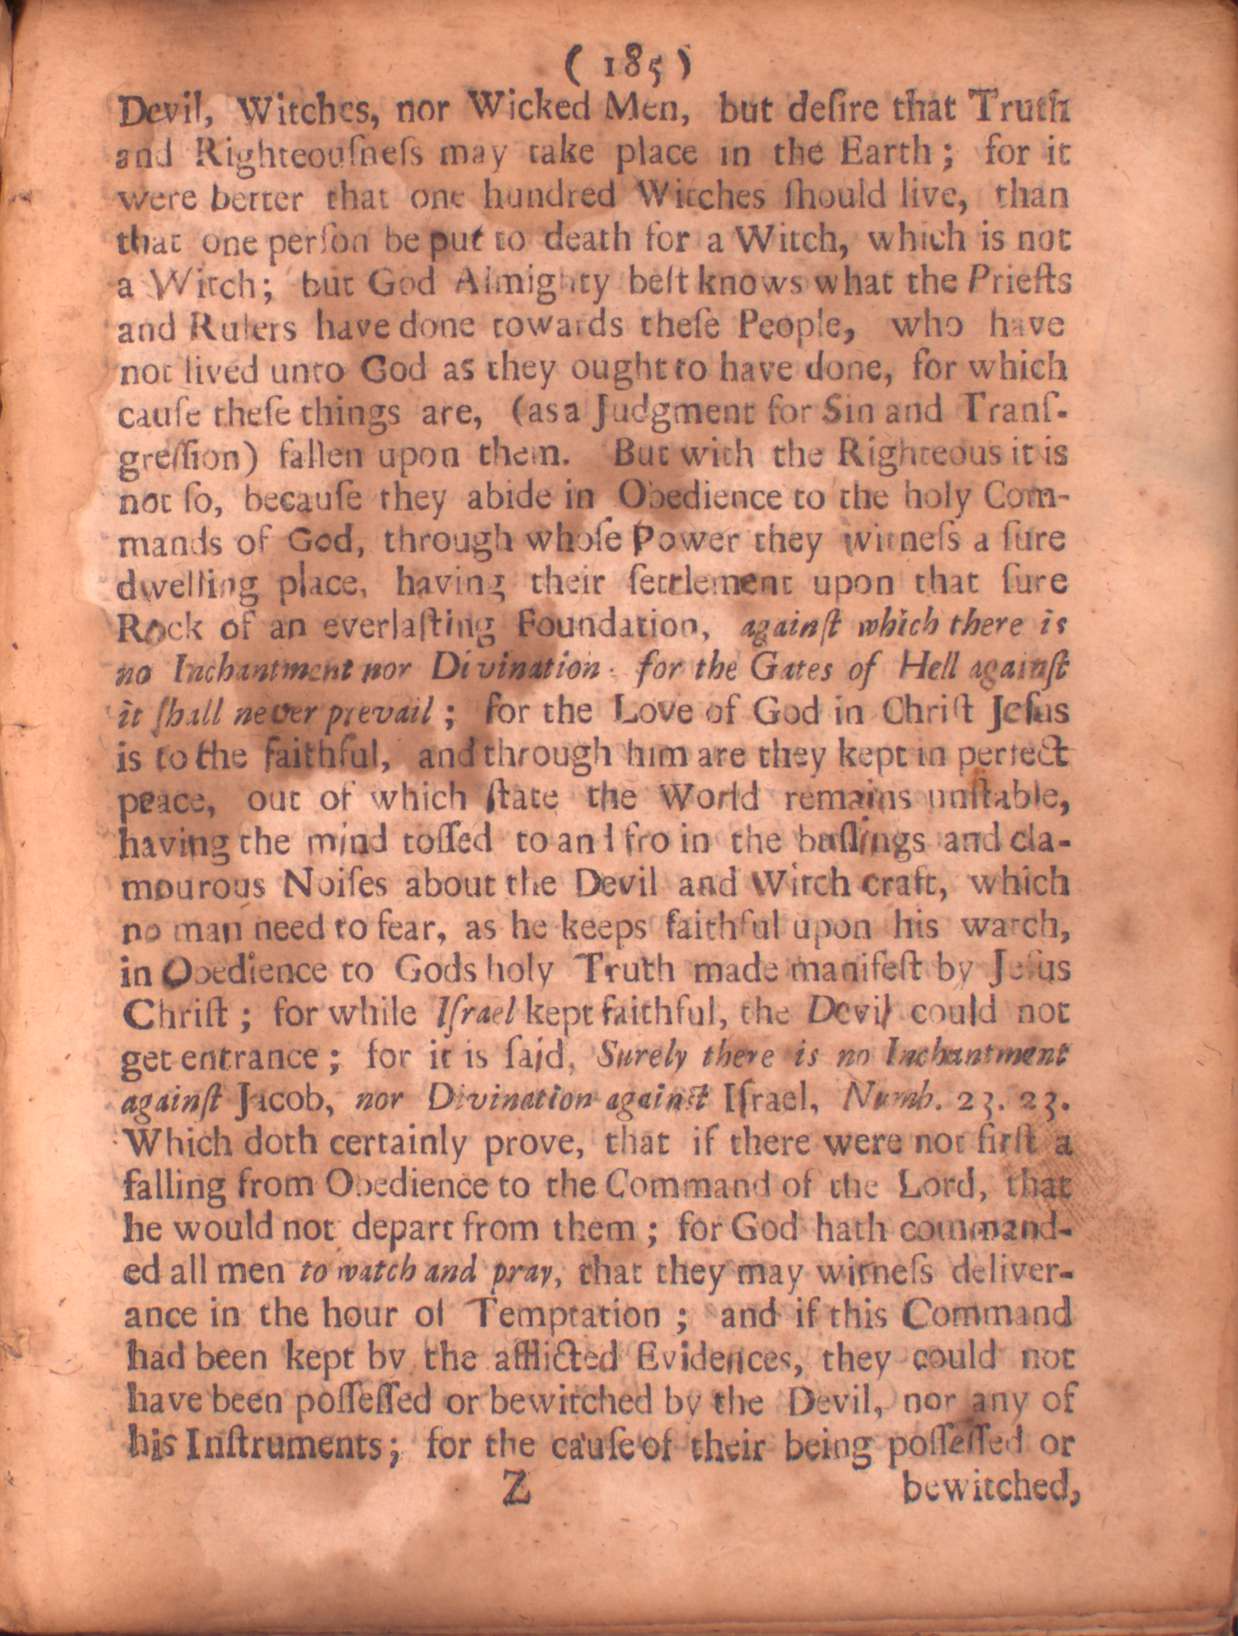 ( 185 )
Devil, Witches, nor Wicked Men, but deſire that Truth
and Righteouſneſs may take place in the Earth; for it
were better that one hundred Witches ſhould live, than
that one perſon be put to death for a Witch, which is not
a Witch; but God Almighty beſt knows what the Prieſts
and Rulers have done towards theſe People, who have
not lived unto God as they ought to have done, for which
cauſe theſe things are, (as a Judgment for Sin and Tranſ-
greſſion) fallen upon them. But with the Righteous it is
not ſo, becauſe they abide in Obedience to the holy Com-
mands of God, through whoſe Power they witneſs a ſure
dwelling place, having their ſettlement upon that ſure
Rock of an everlaſting Foundation, againſt which there is
no Inchantment nor Divination: for the Gates of Hell againſt
it ſhall never prevail; for the Love of God in Chriſt Jeſus
is to the faithful, and through him are they kept in perfect
peace, out of which ſtate the World remains unſtable,
having the mind toſſed to and fro in the buſlings and cla-
mourous Noiſes about the Devil and Witch craft, which
no man need to fear, as he keeps faithful upon his watch,
in Obedience to Gods holy Truth made manifeſt by Jeſus
Chriſt; for while Iſrael kept faithful, the Devil could not
get entrance; for it is ſaid, Surely there is no Inchantment
againſt Jacob, nor Divination againſt Iſrael, Numb. 23. 23.
Which doth certainly prove, that if there were not firſt a
falling from Obedience to the Command of the Lord, that
he would not depart from them; for God hath command-
ed all men to watch and pray, that they may witneſs deliver-
ance in the hour of Temptation; and if this Command
had been kept by the afflicted Evidences, they could not
have been poſſeſſed or bewitched by the Devil, nor any of
his Inſtruments; for the cauſe of their being poſſeſſed or
Z bewitched,